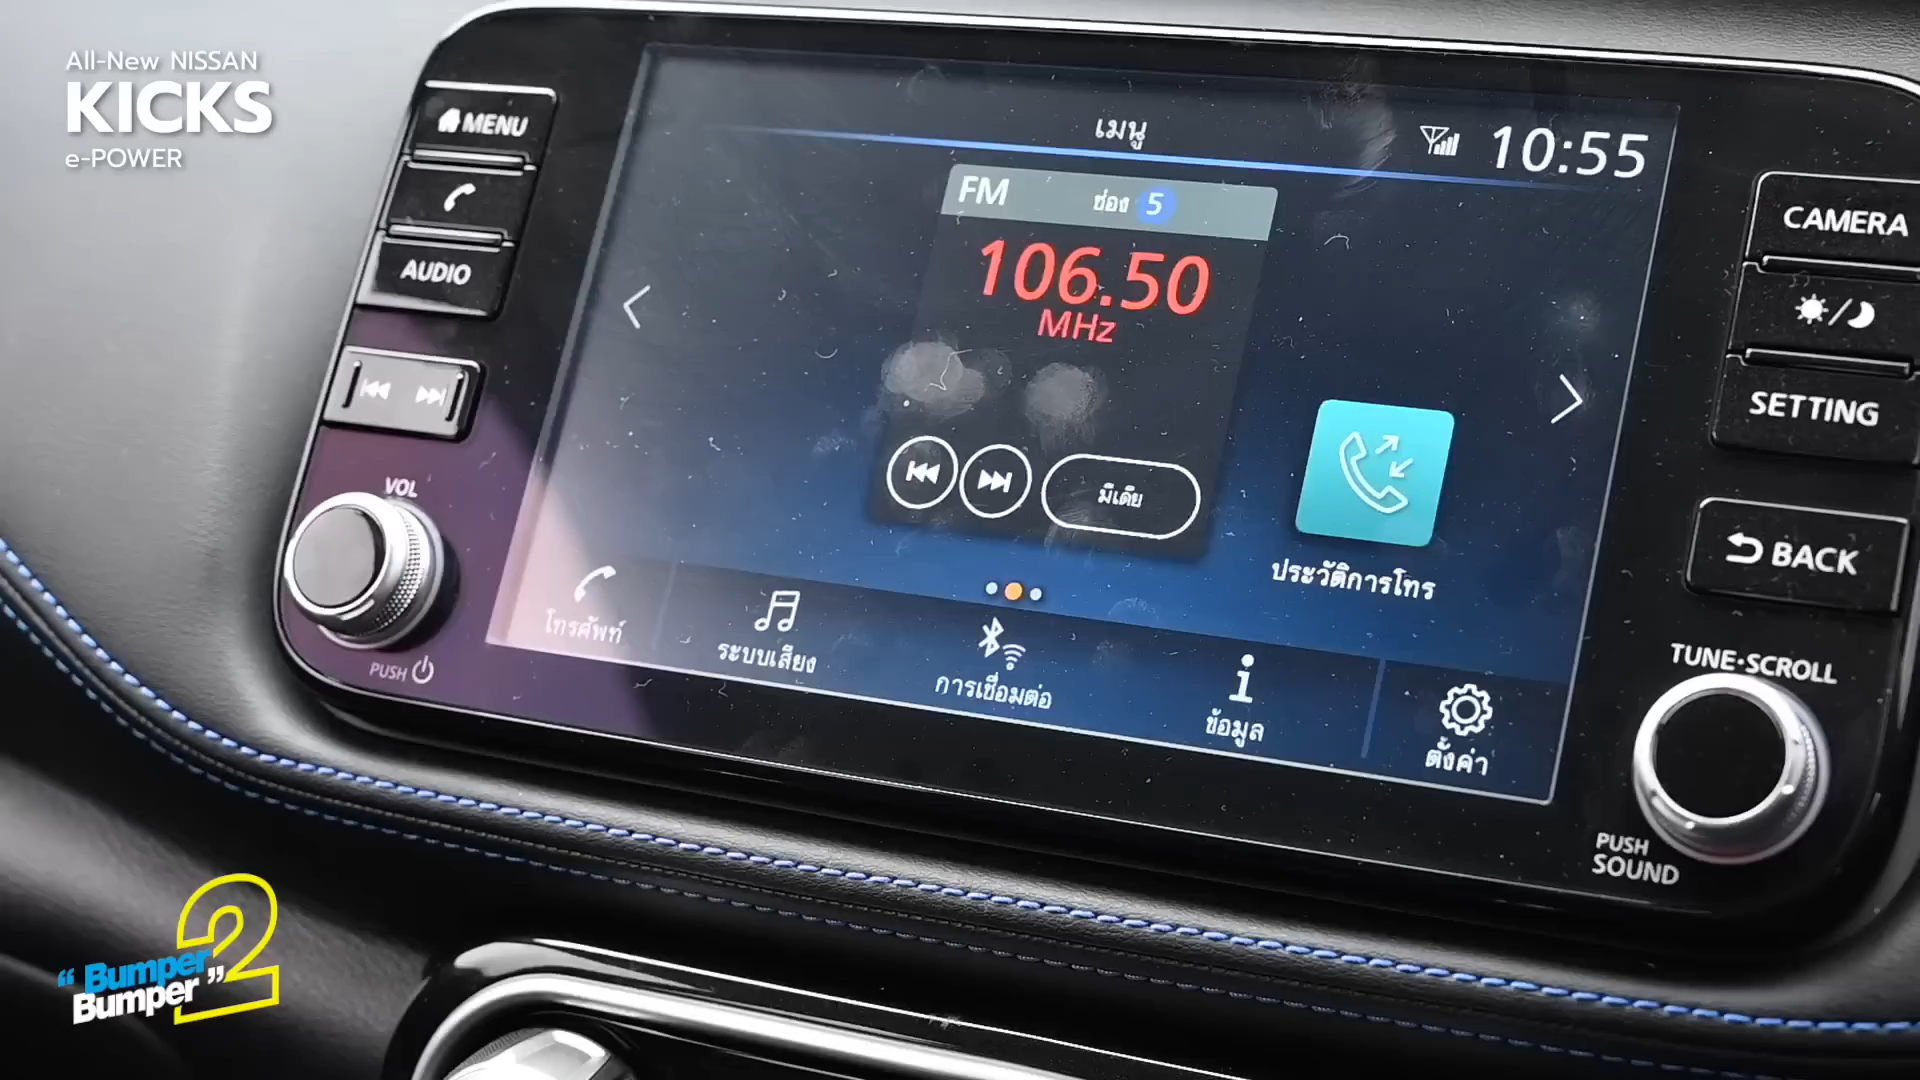 All-New NISSAN
KICKS
e-POWER
MENU
AUDIO
VOL
PUSH
เมนู
10:55
FM ช่อง 5
106.50
MHz
มีเดีย
ประวัติการโทร
โทรศัพท์
ระบบเสียง
การเชื่อมต่อ
ข้อมูล
ตั้งค่า
CAMERA
SETTING
BACK
TUNE·SCROLL
PUSH
SOUND
"Bumper 2
Bumper"